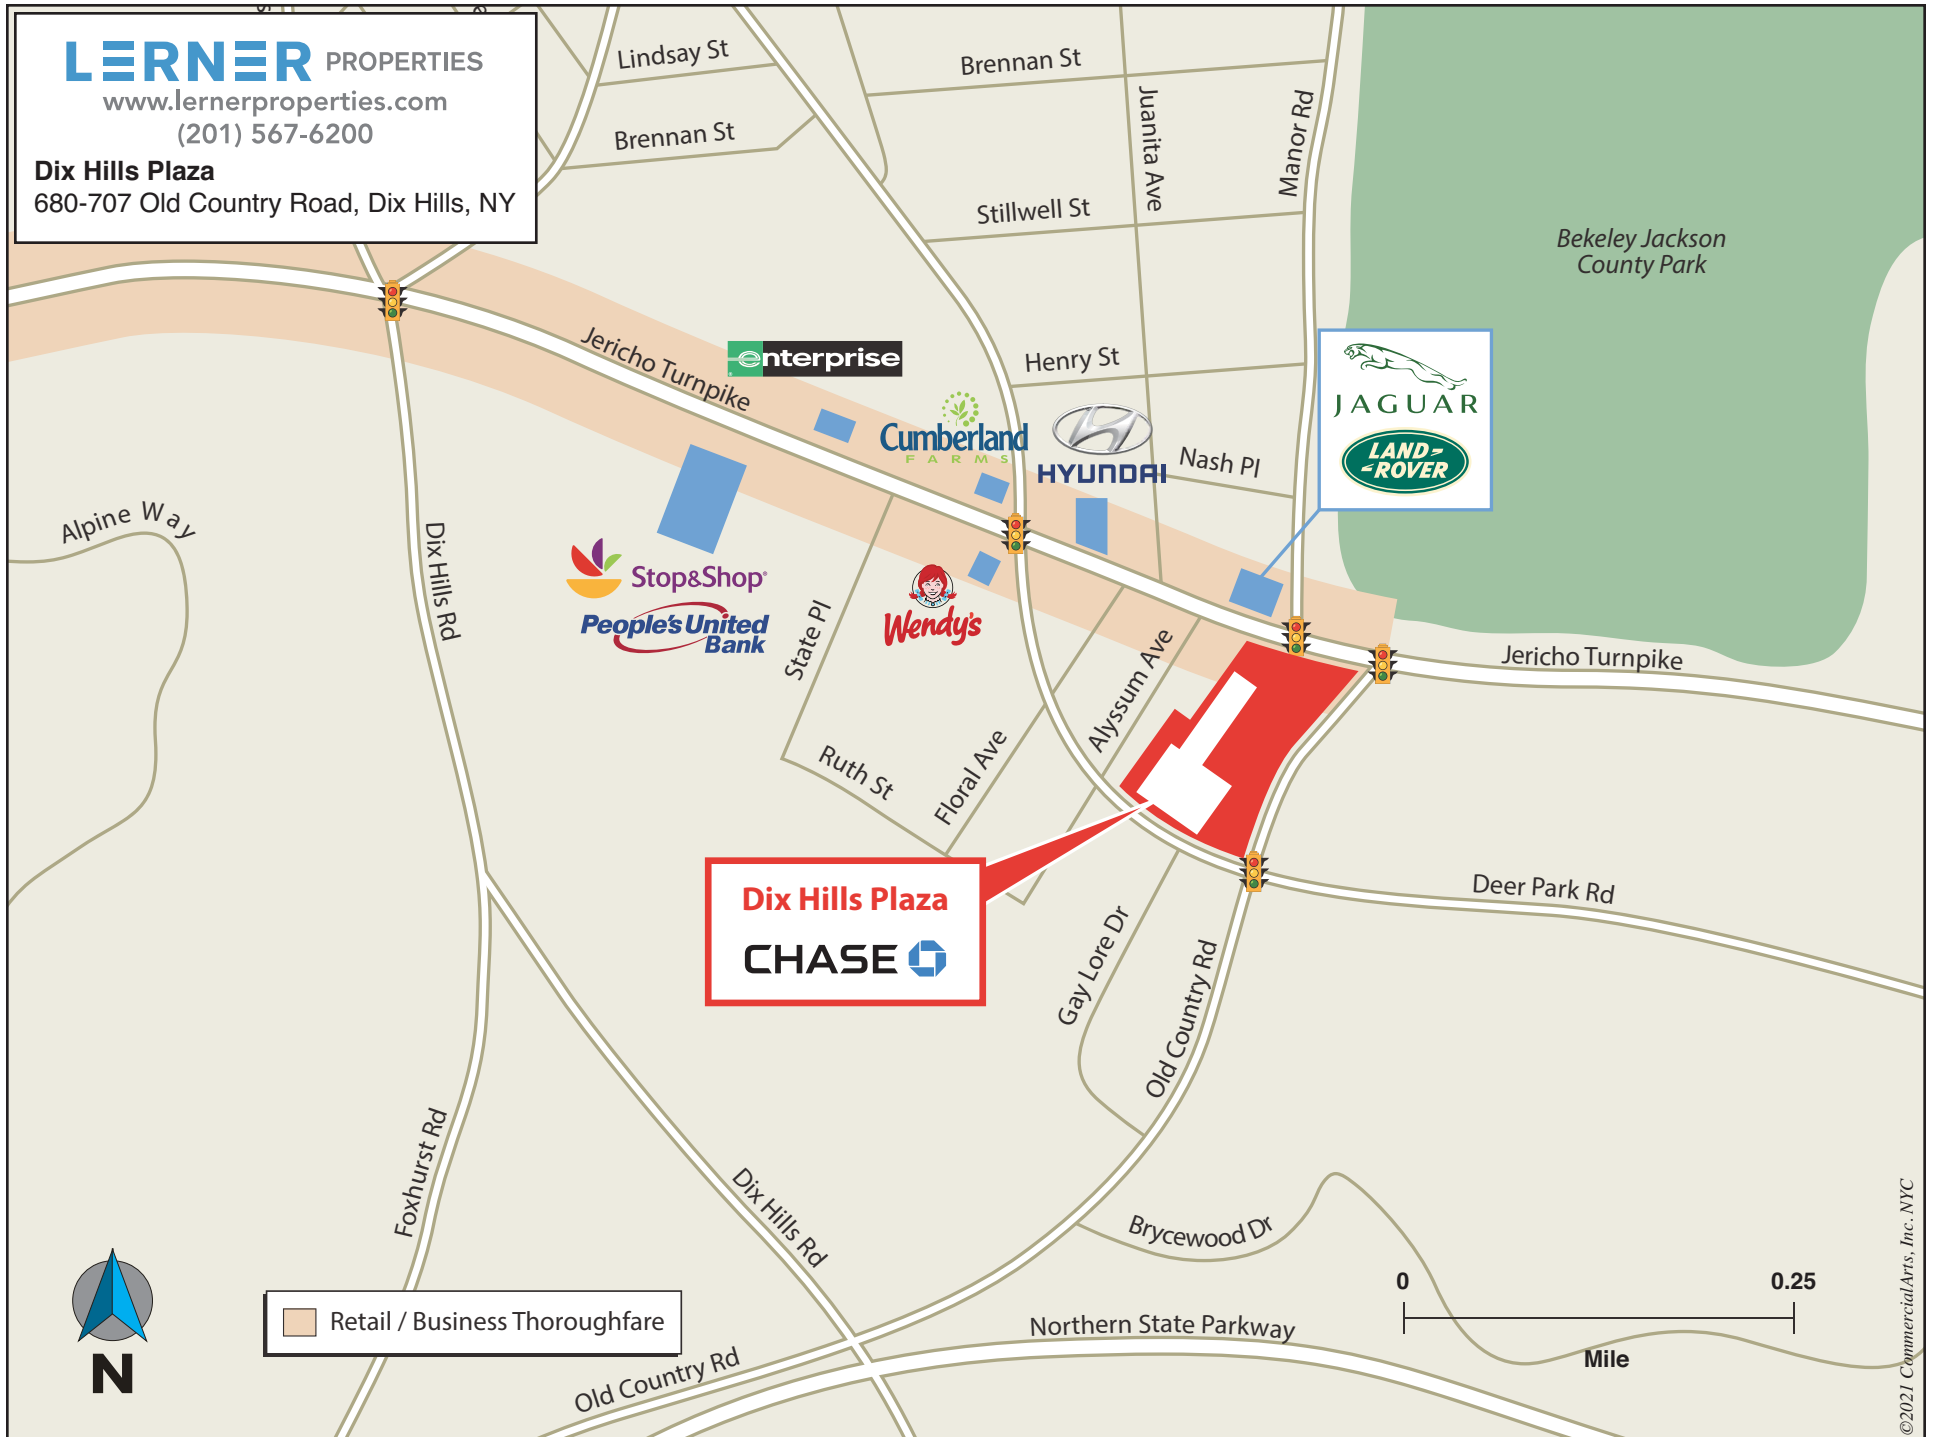 LERNER PROPERTIES
www.lernerproperties.com
(201) 567-6200
Dix Hills Plaza
680-707 Old Country Road, Dix Hills, NY
Lindsay St
Brennan St
Brennan St
Juanita Ave
Manor Rd
Stillwell St
Bekeley Jackson
County Park
Jericho Turnpike
enterprise
Henry St
JAGUAR
LAND-
-ROVER
Cumberland
FARMS
HYUNDAI
Nash Pl
Alpine Way
Dix Hills Rd
Stop&Shop®
People's United
Bank
State Pl
Wendy's
Alyssum Ave
Jericho Turnpike
Ruth St
Floral Ave
Dix Hills Plaza
CHASE
Deer Park Rd
Gay Lore Dr
Old Country Rd
Foxhurst Rd
Dix Hills Rd
Brycewood Dr
N
Retail / Business Thoroughfare
Old Country Rd
Northern State Parkway
0
0.25
Mile
©2021 CommercialArts, Inc. NYC